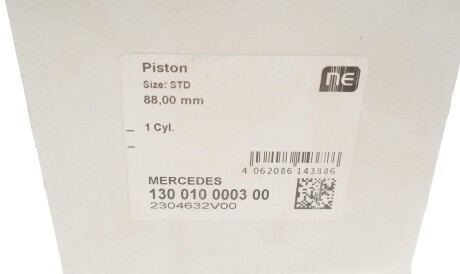 Piston
Size: STD
88,00 mm
1 Cyl.
ne
4 062086 143886
MERCEDES
130 010 0003 00
2304632V00